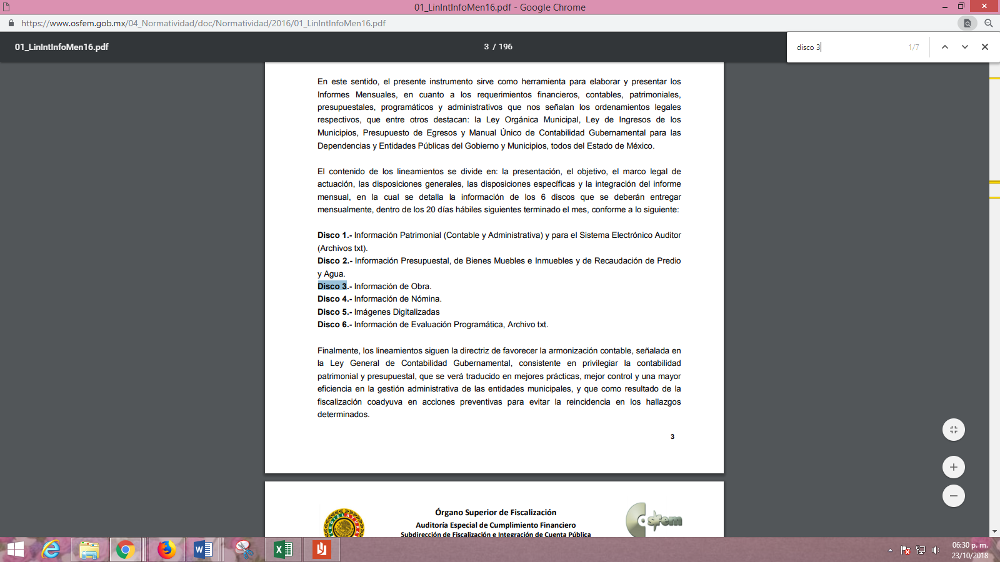 01_LinIntInfoMen16.pdf - Google Chrome
https://www.osfem.gob.mx/04_Normatividad/doc/Normatividad/2016/01_LinIntInfoMen16.pdf
01_LinIntInfoMen16.pdf
3 / 196
disco 3
1/7
En este sentido, el presente instrumento sirve como herramienta para elaborar y presentar los
Informes Mensuales, en cuanto a los requerimientos financieros, contables, patrimoniales,
presupuestales, programáticos y administrativos que nos señalan los ordenamientos legales
respectivos, que entre otros destacan: la Ley Orgánica Municipal, Ley de Ingresos de los
Municipios, Presupuesto de Egresos y Manual Único de Contabilidad Gubernamental para las
Dependencias y Entidades Públicas del Gobierno y Municipios, todos del Estado de México.
El contenido de los lineamientos se divide en: la presentación, el objetivo, el marco legal de
actuación, las disposiciones generales, las disposiciones específicas y la integración del informe
mensual, en la cual se detalla la información de los 6 discos que se deberán entregar
mensualmente, dentro de los 20 días hábiles siguientes terminado el mes, conforme a lo siguiente:
Disco 1.- Información Patrimonial (Contable y Administrativa) y para el Sistema Electrónico Auditor
(Archivos txt).
Disco 2.- Información Presupuestal, de Bienes Muebles e Inmuebles y de Recaudación de Predio
y Agua.
Disco 3.- Información de Obra.
Disco 4.- Información de Nómina.
Disco 5.- Imágenes Digitalizadas
Disco 6.- Información de Evaluación Programática, Archivo txt.
Finalmente, los lineamientos siguen la directriz de favorecer la armonización contable, señalada en
la Ley General de Contabilidad Gubernamental, consistente en privilegiar la contabilidad
patrimonial y presupuestal, que se verá traducido en mejores prácticas, mejor control y una mayor
eficiencia en la gestión administrativa de las entidades municipales, y que como resultado de la
fiscalización coadyuva en acciones preventivas para evitar la reincidencia en los hallazgos
determinados.
3
Órgano Superior de Fiscalización
Auditoría Especial de Cumplimiento Financiero
Subdirección de Fiscalización e Integración de Cuenta Pública
LEGISLATURA
osfem
06:30 p. m.
23/10/2018